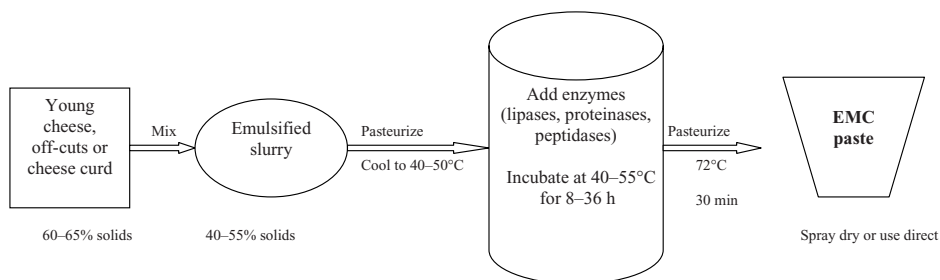 Young
cheese,
off-cuts or
cheese curd
60–65% solids
Mix
Emulsified
slurry
40–55% solids
Pasteurize
Cool to 40–50°C
Add enzymes
(lipases, proteinases,
peptidases)
Incubate at 40–55°C
for 8–36 h
Pasteurize
72°C
30 min
EMC
paste
Spray dry or use direct